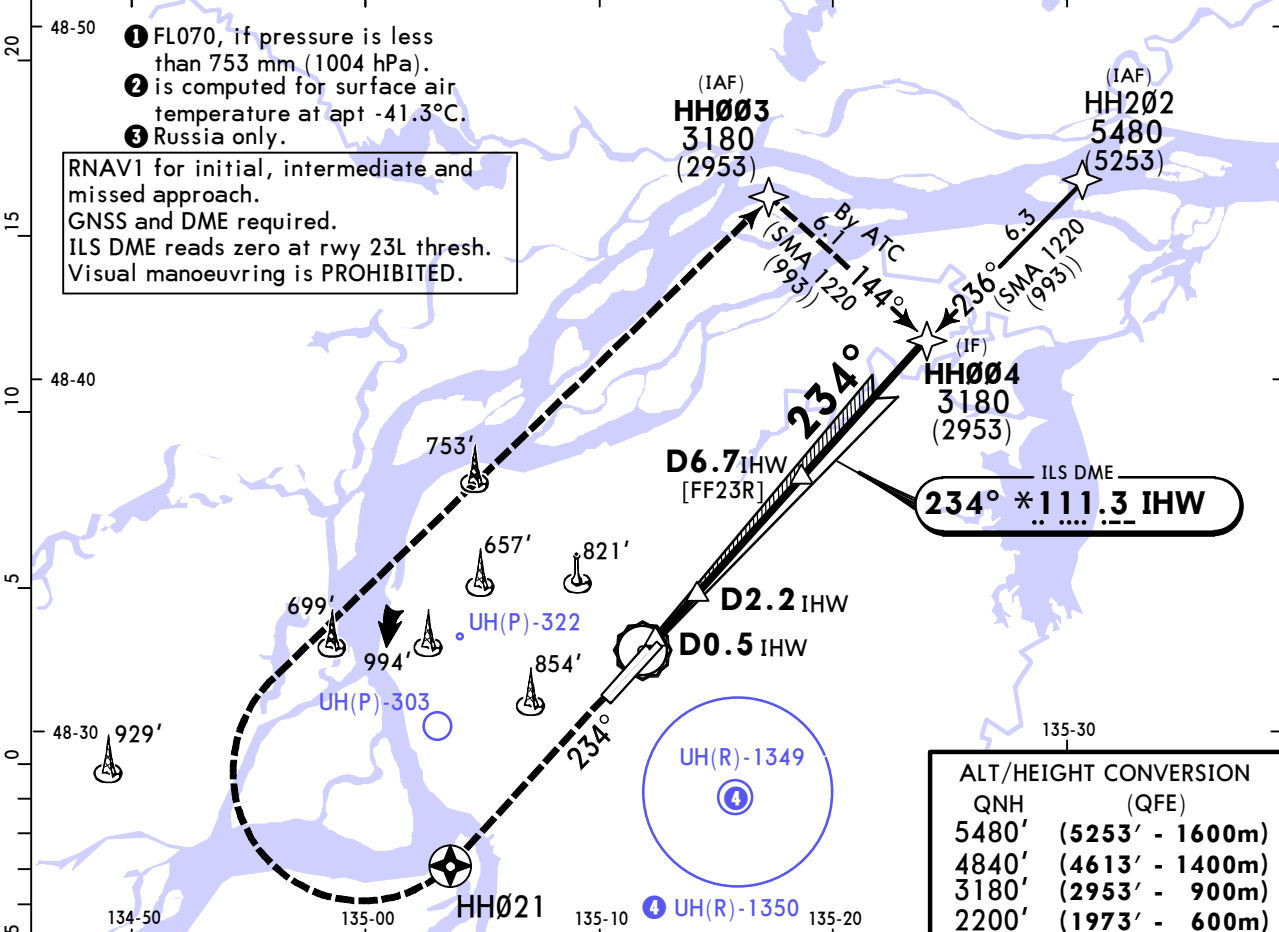 48-50
20
❶ FL070, if pressure is less
than 753 mm (1004 hPa).
❷ is computed for surface air
temperature at apt -41.3°C.
❸ Russia only.
RNAV1 for initial, intermediate and
missed approach.
GNSS and DME required.
ILS DME reads zero at rwy 23L thresh.
Visual manoeuvring is PROHIBITED.
(IAF)
HHØØ3
3180
(2953)
(IAF)
HH2Ø2
5480
(5253)
15
By ATC
6.1
(SMA 1220
(993))
144°
6.3
236°
(SMA 1220
(993))
(IF)
HHØØ4
3180
(2953)
48-40
10
234°
753'
D6.7 IHW
[FF23R]
ILS DME
234° *111.3 IHW
657'
821'
5
699'
UH(P)-322
D2.2 IHW
D0.5 IHW
994'
854'
UH(P)-303
48-30
929'
0
234°
UH(R)-1349
❹
135-30
HHØ21
134-50
135-00
135-10
135-20
❹ UH(R)-1350
5
ALT/HEIGHT CONVERSION
QNH (QFE)
5480' (5253' - 1600m)
4840' (4613' - 1400m)
3180' (2953' - 900m)
2200' (1973' - 600m)